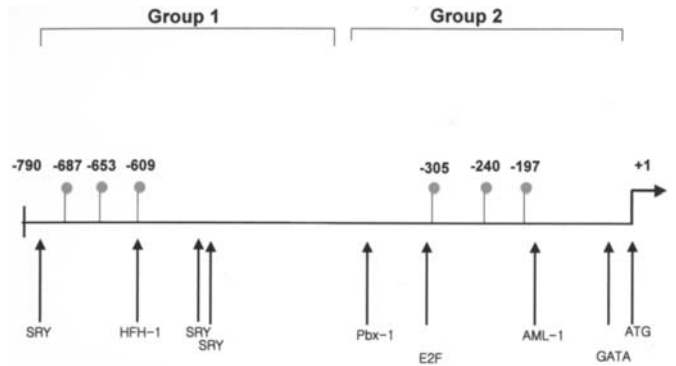 Group 1 Group 2
-790 -687 -653 -609 -305 -240 -197 +1
SRY HFH-1 SRY Pbx-1 AML-1 ATG
SRY E2F GATA